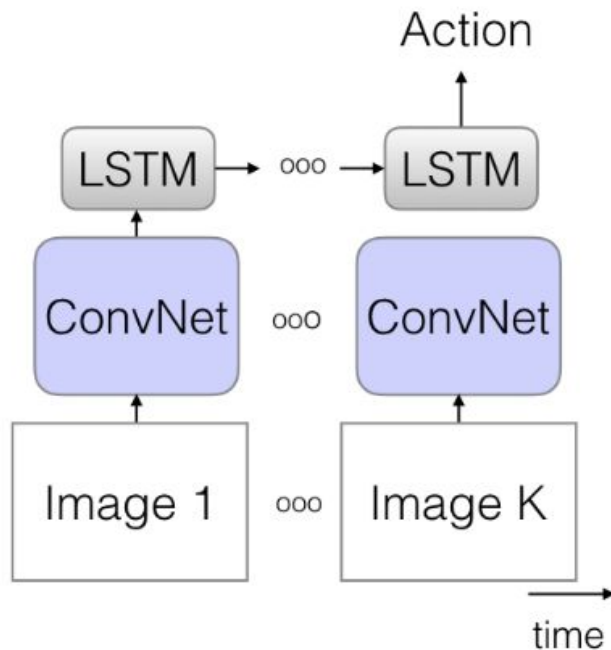 Action
LSTM ooo LSTM
ConvNet ooo ConvNet
Image 1 ooo Image K
time